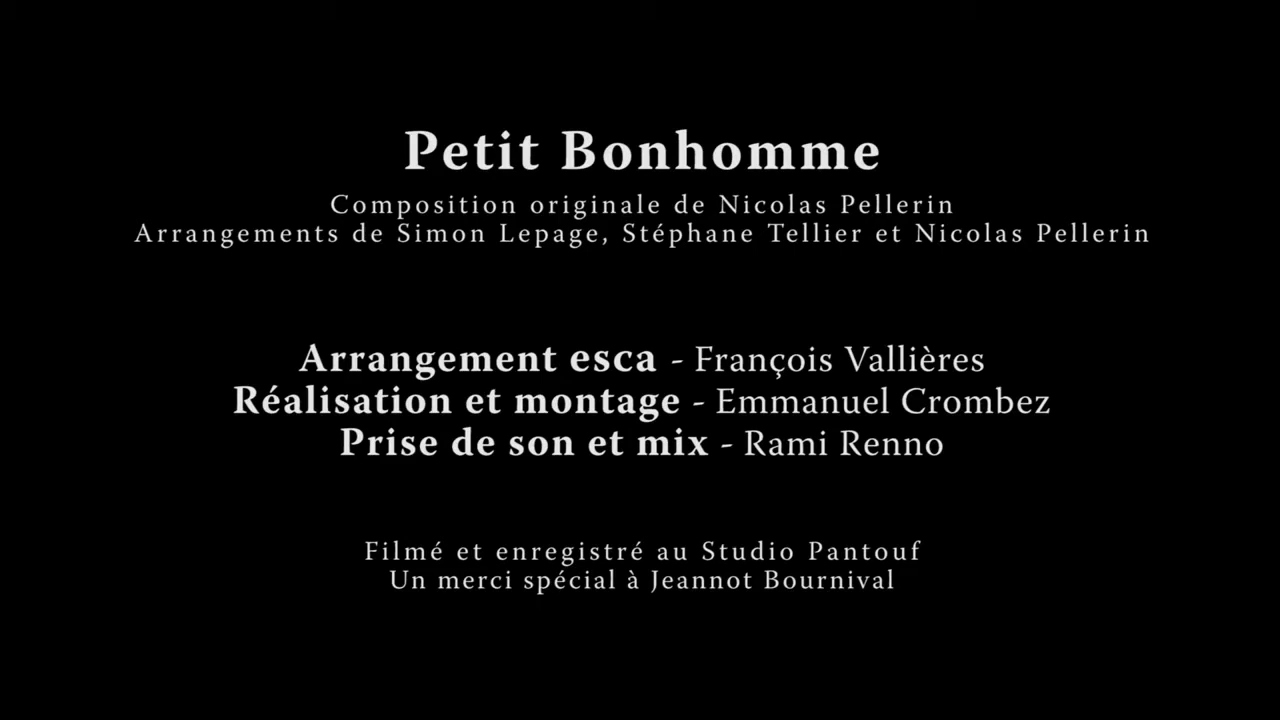 Petit Bonhomme
Composition originale de Nicolas Pellerin
Arrangements de Simon Lepage, Stéphane Tellier et Nicolas Pellerin
Arrangement esca - François Vallières
Réalisation et montage - Emmanuel Crombez
Prise de son et mix - Rami Renno
Filmé et enregistré au Studio Pantouf
Un merci spécial à Jeannot Bournival